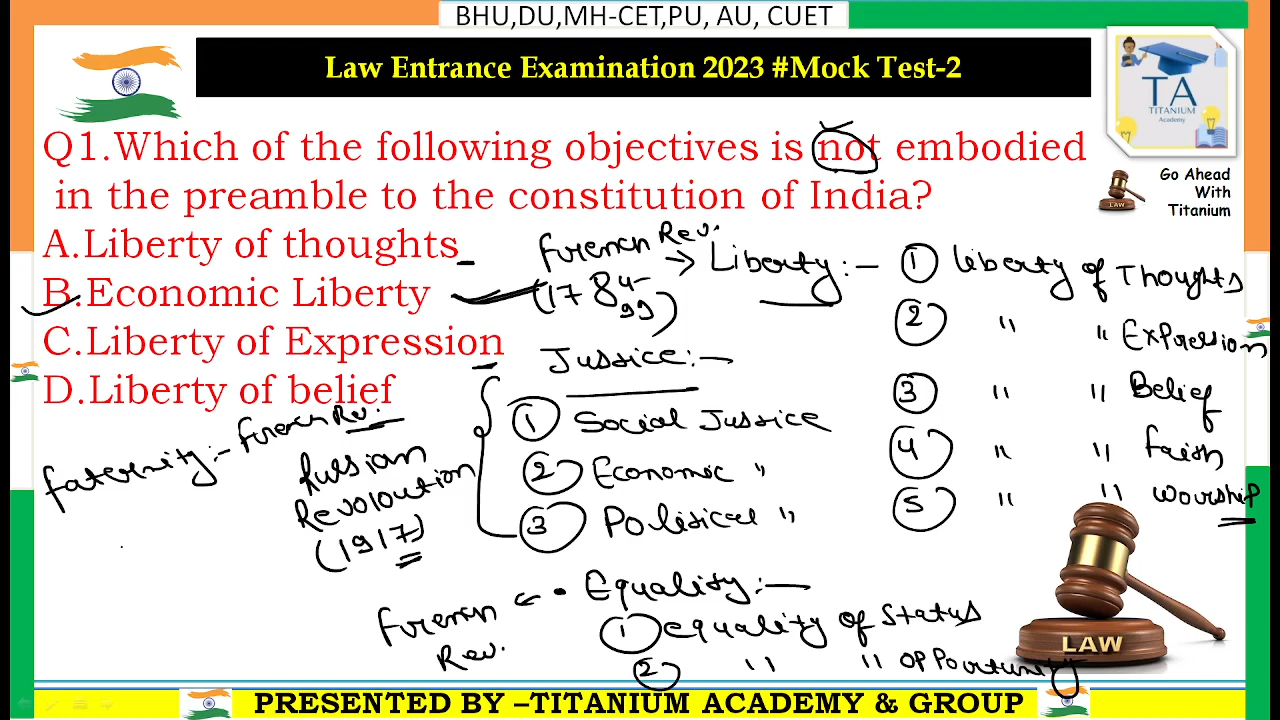 BHU,DU,MH-CET,PU, AU, CUET
Law Entrance Examination 2023 #Mock Test-2
TA
TITANIUM
Academy
Go Ahead
With
Titanium
LAW
Q1.Which of the following objectives is not embodied
in the preamble to the constitution of India?
A.Liberty of thoughts
B.Economic Liberty
C.Liberty of Expression
D.Liberty of belief
French Rev. → Liberty:-
(1784-99)
1 liberty of Thoughts
2 " " Expression
3 " " Belief
4 " " faith
5 " " worship
Justice:-
1 Social Justice
2 Economic "
3 Political "
faternity:- French Rev.
Russian
Revoloution
(1917)
Equality:-
French
Rev.
1 equality of Status
2 " " opportunity
LAW
PRESENTED BY –TITANIUM ACADEMY & GROUP